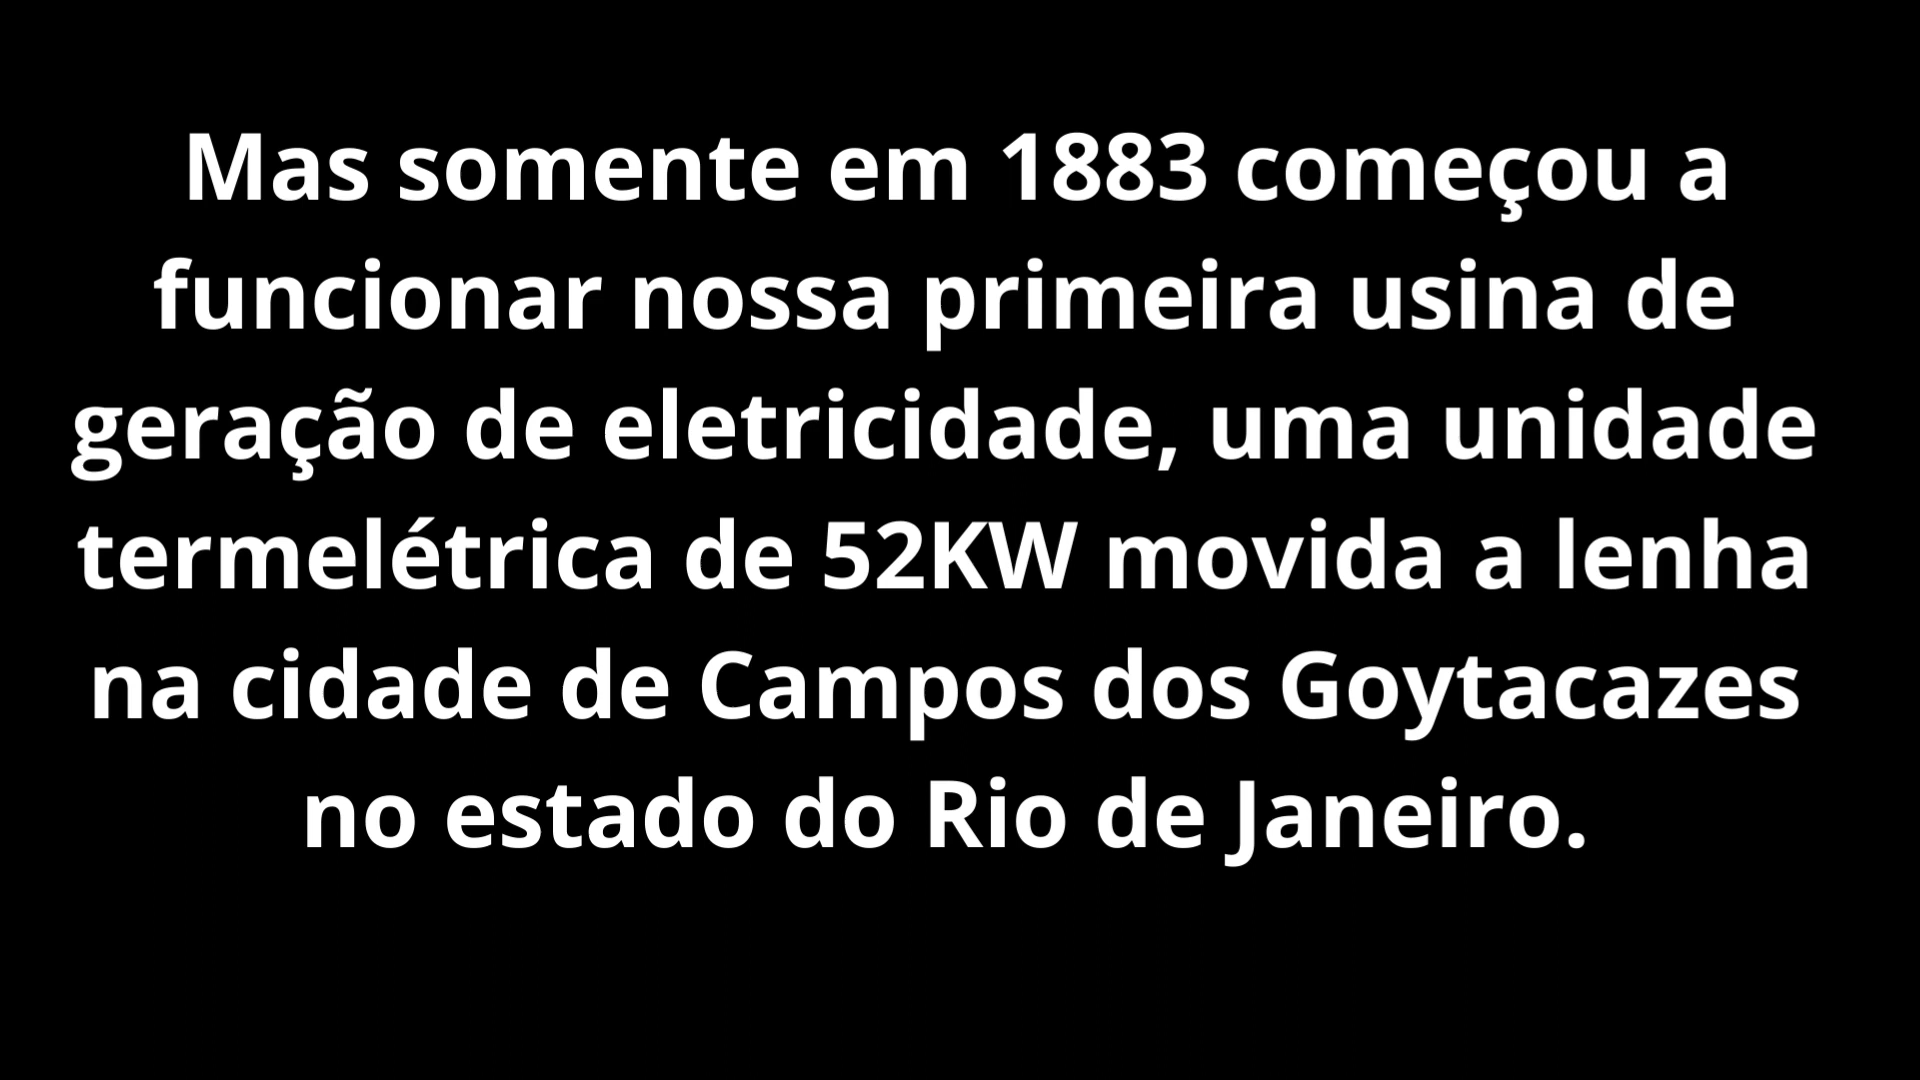 Mas somente em 1883 começou a
funcionar nossa primeira usina de
geração de eletricidade, uma unidade
termelétrica de 52KW movida a lenha
na cidade de Campos dos Goytacazes
no estado do Rio de Janeiro.